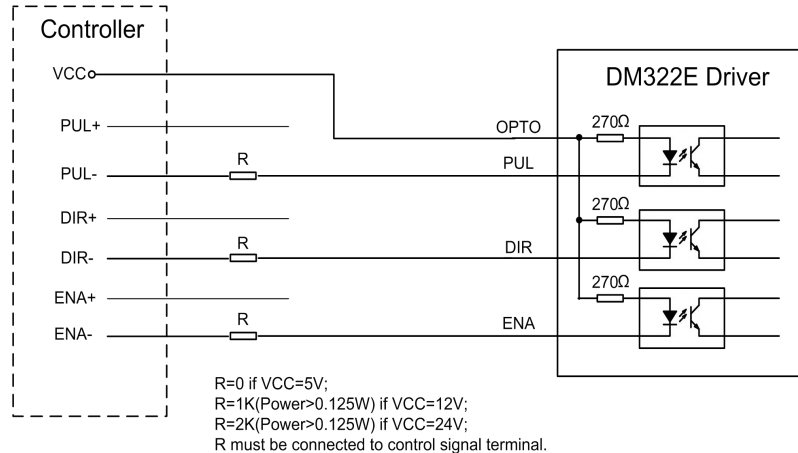 Controller
DM322E Driver
VCC
PUL+
OPTO
270Ω
PUL-
R
PUL
DIR+
270Ω
DIR-
R
DIR
ENA+
270Ω
ENA-
R
ENA
R=0 if VCC=5V;
R=1K(Power>0.125W) if VCC=12V;
R=2K(Power>0.125W) if VCC=24V;
R must be connected to control signal terminal.